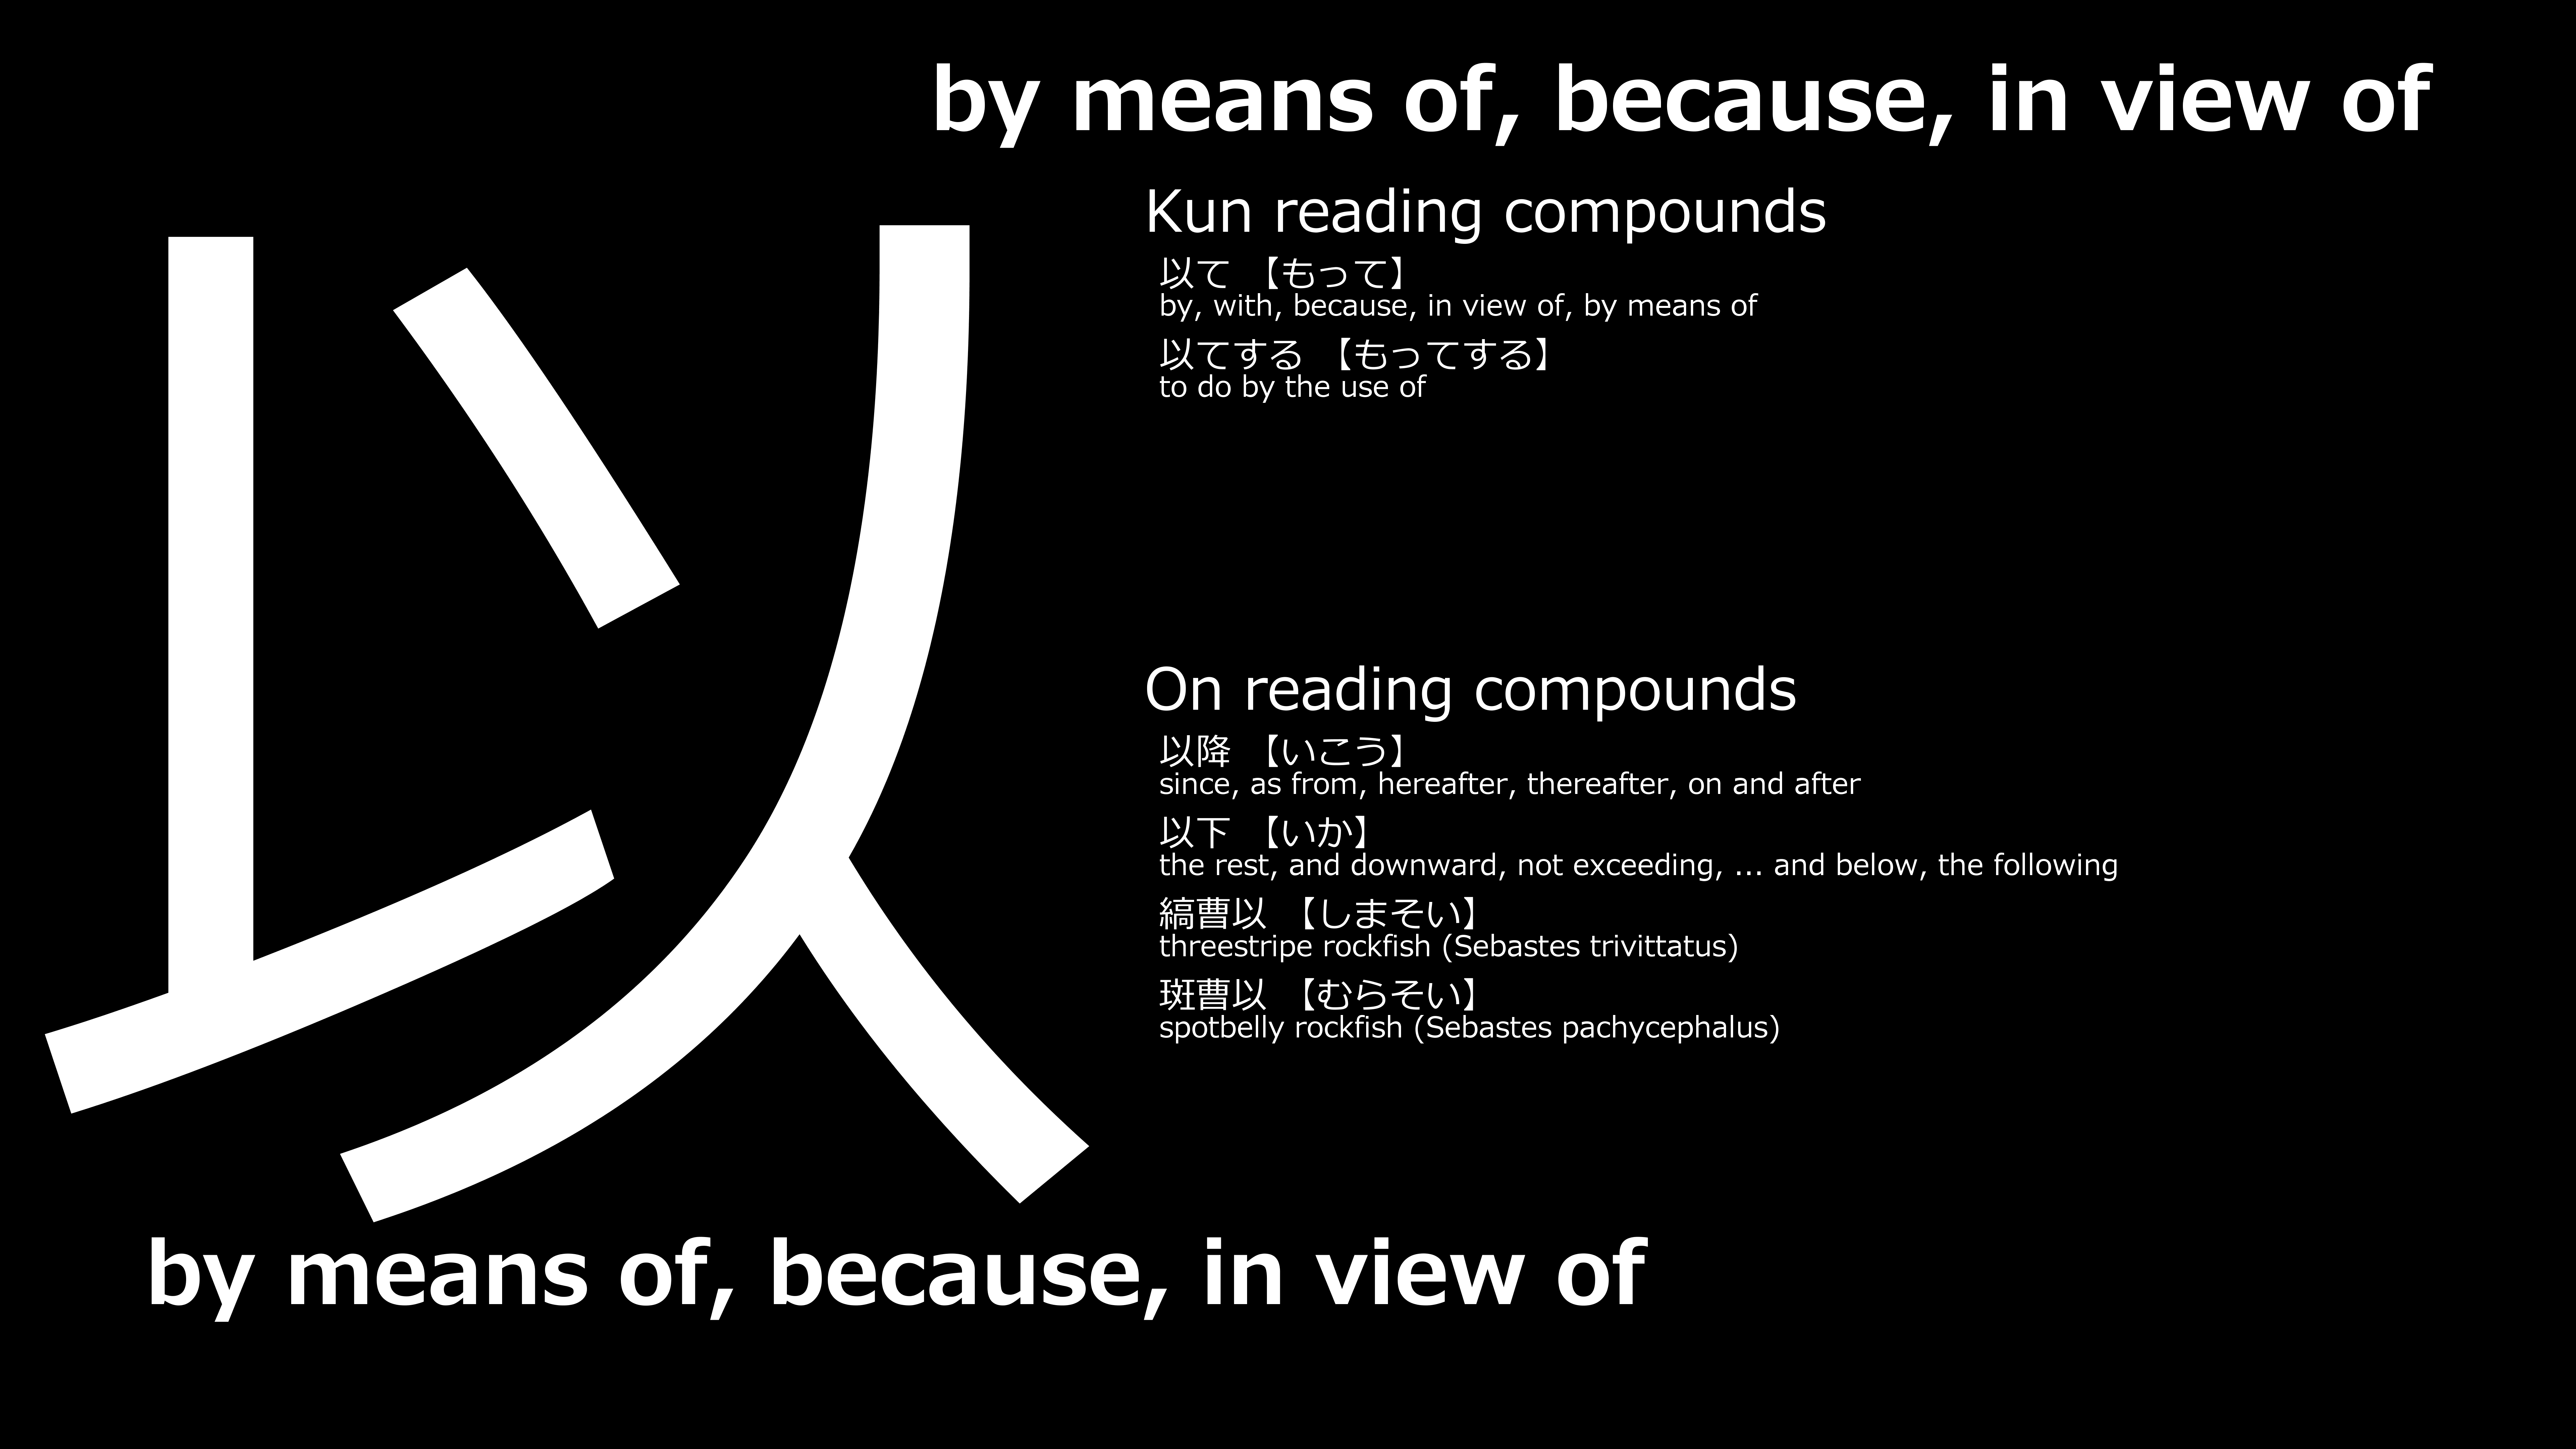 by means of, because, in view of
以
Kun reading compounds
以て 【もって】
by, with, because, in view of, by means of
以てする 【もってする】
to do by the use of
On reading compounds
以降 【いこう】
since, as from, hereafter, thereafter, on and after
以下 【いか】
the rest, and downward, not exceeding, ... and below, the following
縞曹以 【しまそい】
threestripe rockfish (Sebastes trivittatus)
斑曹以 【むらそい】
spotbelly rockfish (Sebastes pachycephalus)
by means of, because, in view of